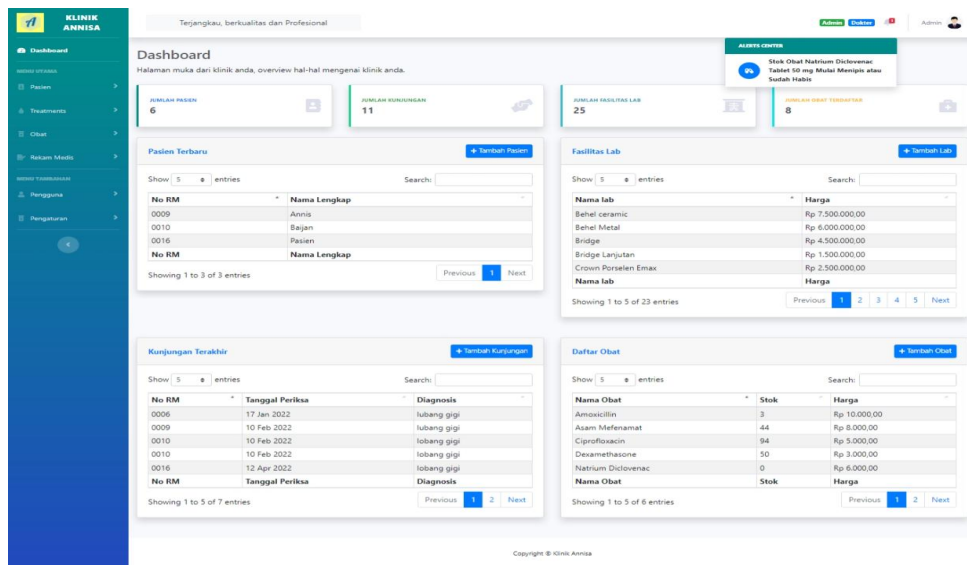 KLINIK
ANNISA
Terjangkau, berkualitas dan Profesional
Admin Dokter
Admin
Dashboard
MENU UTAMA
Pasien
Treatments
Obat
Rekam Medis
MENU TAMBAHAN
Pengguna
Pengaturan
Dashboard
Halaman muka dari klinik anda, overview hal-hal mengenai klinik anda.
ALERTS CENTER
Stok Obat Natrium Diclovenac
Tablet 50 mg Mulai Menipis atau
Sudah Habis
JUMLAH PASIEN
6
JUMLAH KUNJUNGAN
11
JUMLAH FASILITAS LAB
25
JUMLAH OBAT TERDAFTAR
8
Pasien Terbaru
+ Tambah Pasien
Show 5 entries
Search:
No RM Nama Lengkap
0009 Annis
0010 Baijan
0016 Pasien
No RM Nama Lengkap
Showing 1 to 3 of 3 entries
Previous 1 Next
Fasilitas Lab
+ Tambah Lab
Show 5 entries
Search:
Nama lab Harga
Behel ceramic Rp 7.500.000,00
Behel Metal Rp 6.000.000,00
Bridge Rp 4.500.000,00
Bridge Lanjutan Rp 1.500.000,00
Crown Porselen Emax Rp 2.500.000,00
Nama lab Harga
Showing 1 to 5 of 23 entries
Previous 1 2 3 4 5 Next
Kunjungan Terakhir
+ Tambah Kunjungan
Show 5 entries
Search:
No RM Tanggal Periksa Diagnosis
0006 17 Jan 2022 lubang gigi
0009 10 Feb 2022 lobang gigi
0010 10 Feb 2022 lobang gigi
0010 10 Feb 2022 lobang gigi
0016 12 Apr 2022 lobang gigi
No RM Tanggal Periksa Diagnosis
Showing 1 to 5 of 7 entries
Previous 1 2 Next
Daftar Obat
+ Tambah Obat
Show 5 entries
Search:
Nama Obat Stok Harga
Amoxicillin 3 Rp 10.000,00
Asam Mefenamat 44 Rp 8.000,00
Ciprofloxacin 94 Rp 5.000,00
Dexamethasone 50 Rp 3.000,00
Natrium Diclovenac 0 Rp 6.000,00
Nama Obat Stok Harga
Showing 1 to 5 of 6 entries
Previous 1 2 Next
Copyright © Klinik Annisa